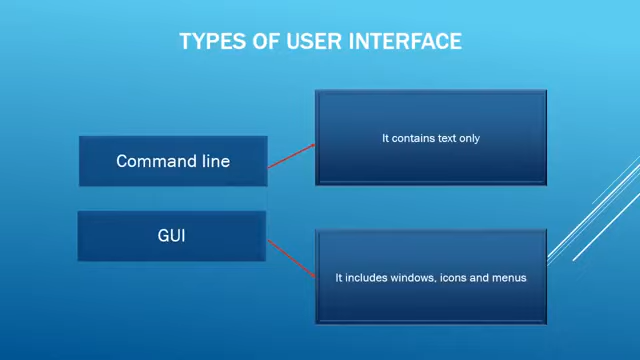 TYPES OF USER INTERFACE
It contains text only
Command line
GUI
It includes windows, icons and menus